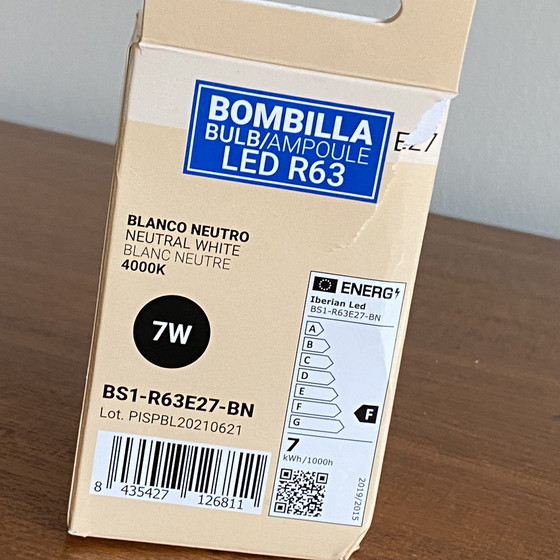 BOMBILLA
BULB/AMPOULE
LED R63
E27
BLANCO NEUTRO
NEUTRAL WHITE
BLANC NEUTRE
4000K
7W
BS1-R63E27-BN
Lot. PISPBL20210621
8 435427 126811
ENERG
Iberian Led
BS1-R63E27-BN
A
B
C
D
E
F
G
F
7
kWh/1000h
2019/2015